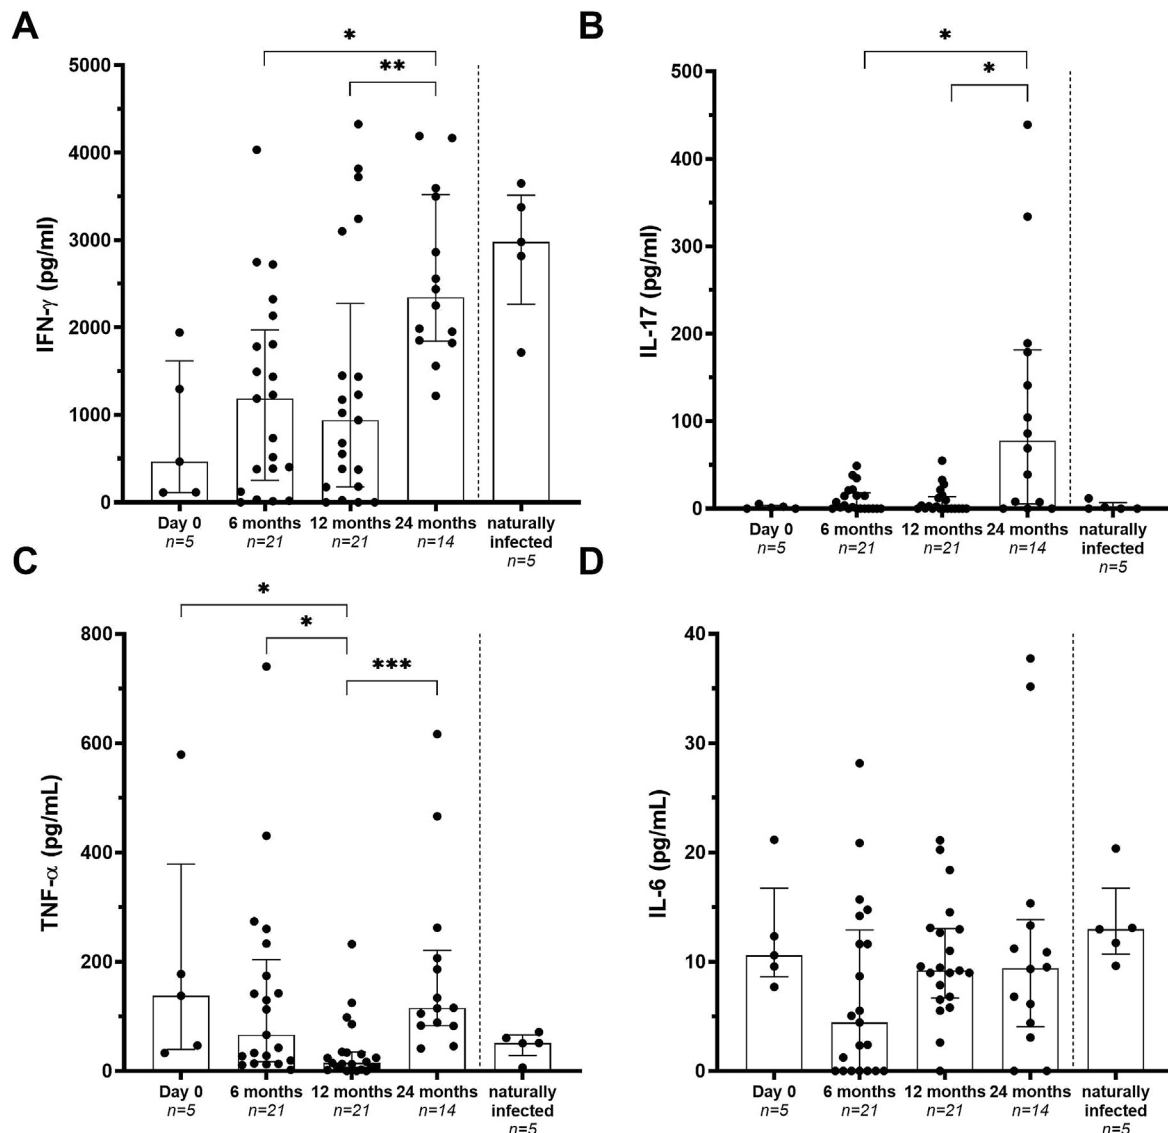 A
*
**
5000
4000
3000
2000
1000
0
IFN-γ (pg/ml)
Day 0
n=5
6 months
n=21
12 months
n=21
24 months
n=14
naturally
infected
n=5
B
*
*
500
400
300
200
100
0
IL-17 (pg/ml)
Day 0
n=5
6 months
n=21
12 months
n=21
24 months
n=14
naturally
infected
n=5
C
*
*
***
800
600
400
200
0
TNF-α (pg/mL)
Day 0
n=5
6 months
n=21
12 months
n=21
24 months
n=14
naturally
infected
n=5
D
40
30
20
10
0
IL-6 (pg/mL)
Day 0
n=5
6 months
n=21
12 months
n=21
24 months
n=14
naturally
infected
n=5